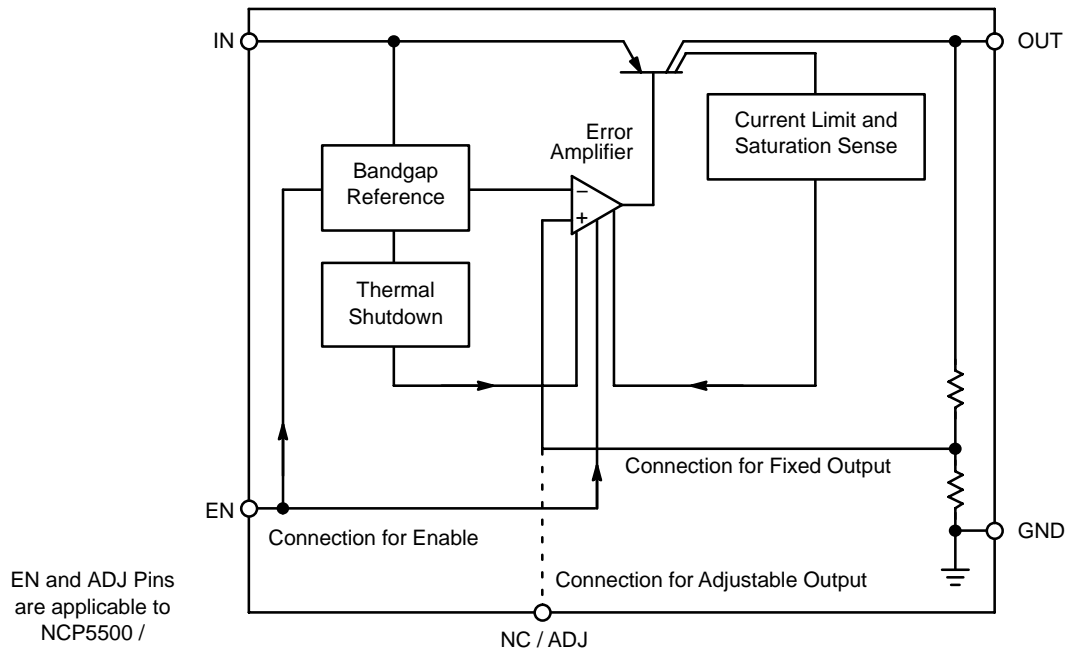 IN
OUT
Error
Amplifier
Current Limit and
Saturation Sense
Bandgap
Reference
−
+
Thermal
Shutdown
Connection for Fixed Output
EN
Connection for Enable
GND
EN and ADJ Pins
are applicable to
NCP5500 /
Connection for Adjustable Output
NC / ADJ